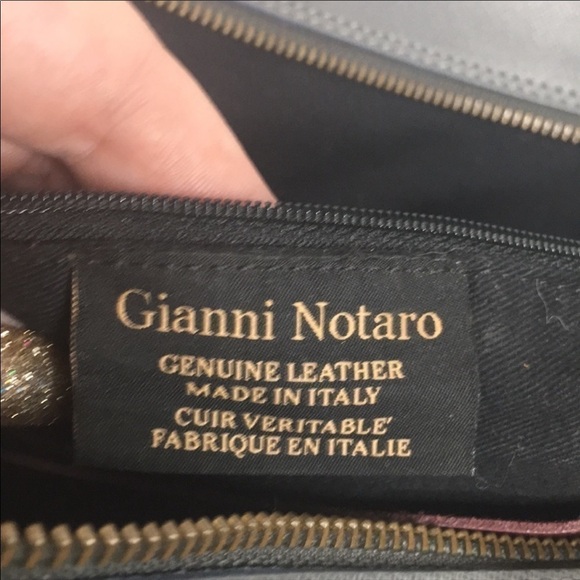 Gianni Notaro
GENUINE LEATHER
MADE IN ITALY
CUIR VERITABLE'
FABRIQUE EN ITALIE